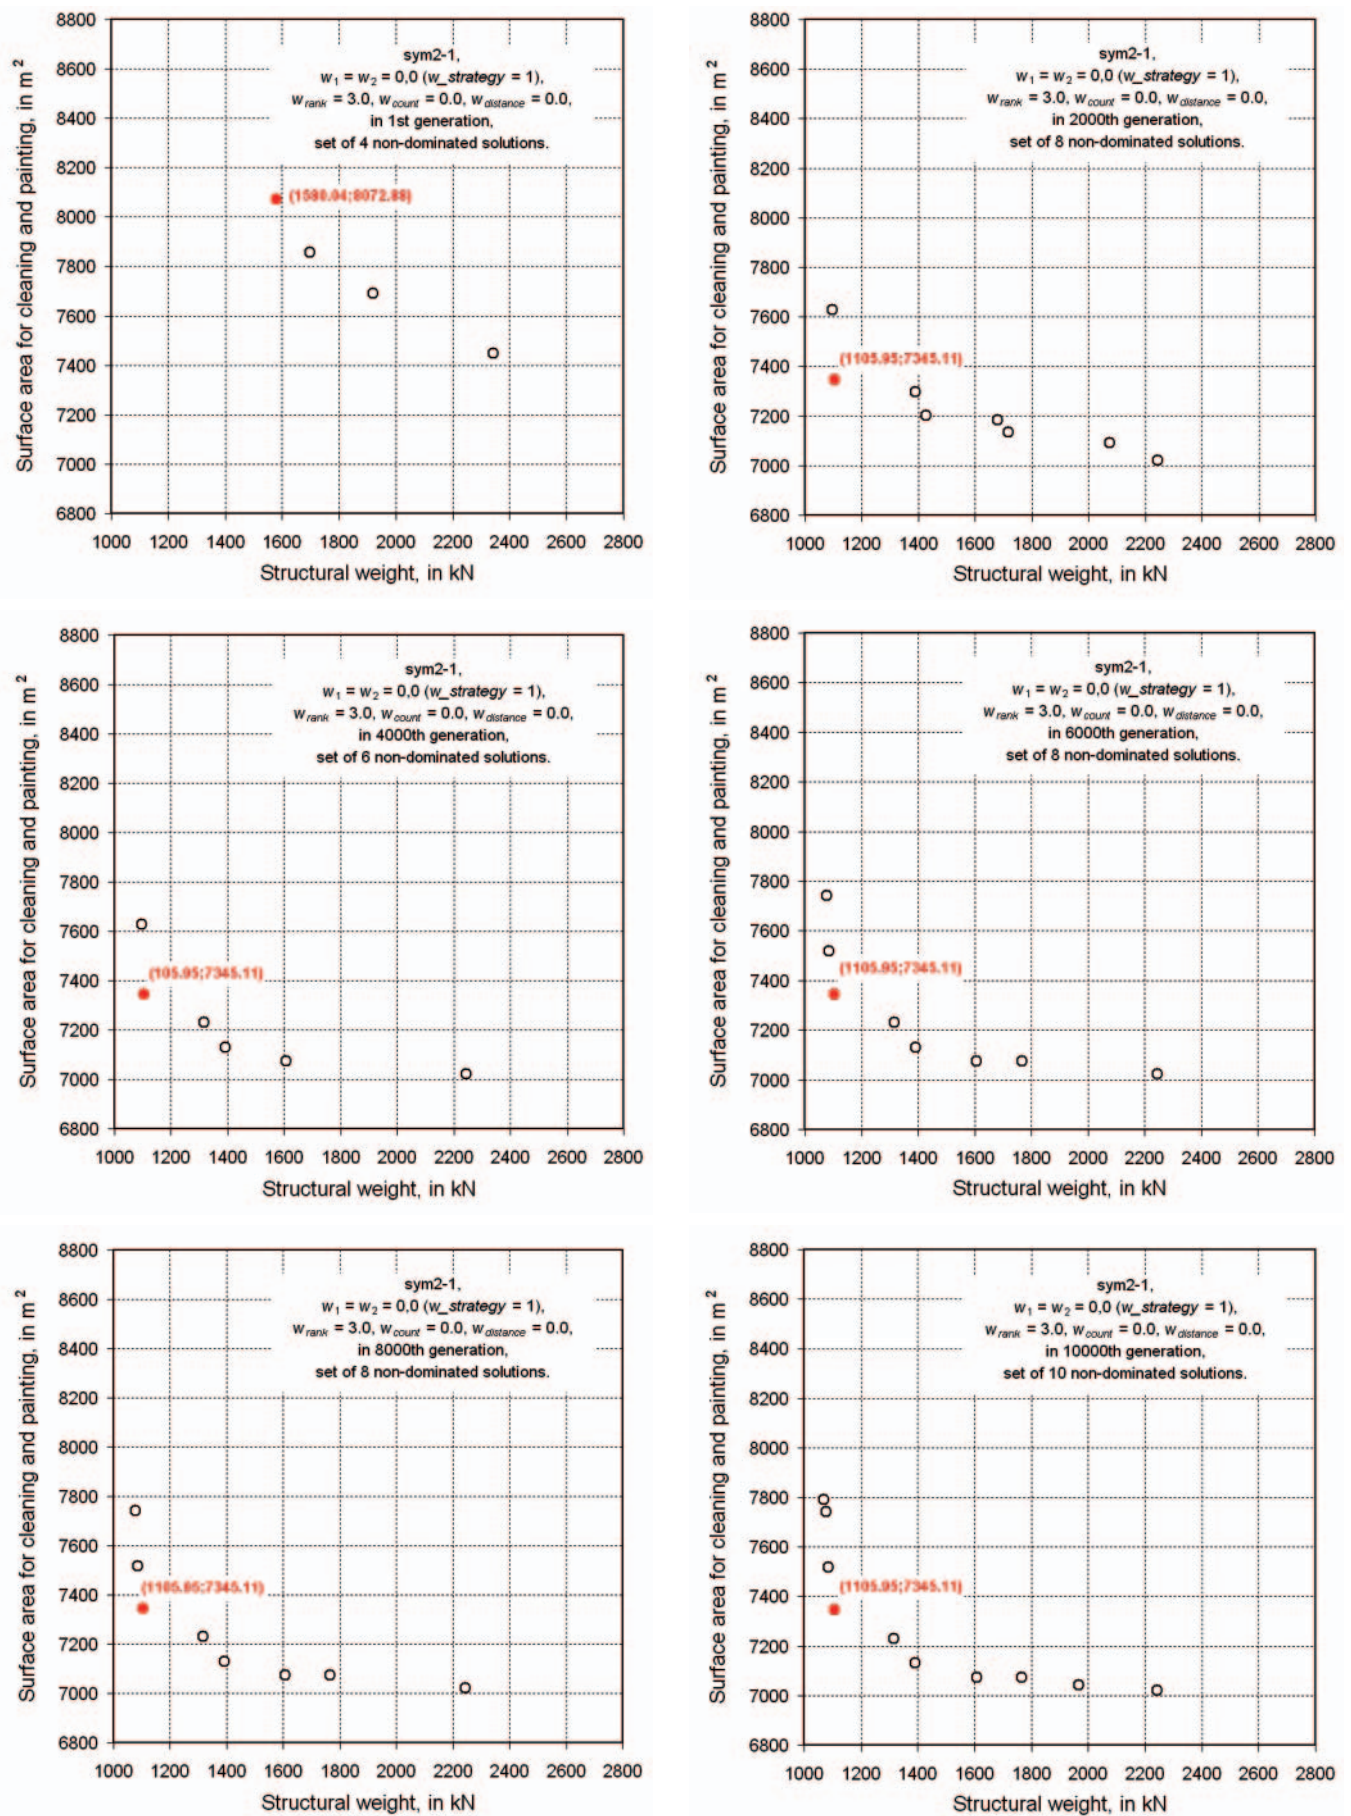 8800
8600
8400
8200
8000
7800
7600
7400
7200
7000
6800
Surface area for cleaning and painting, in m²
sym2-1,
w₁ = w₂ = 0,0 (w_strategy = 1),
w_rank = 3.0, w_count = 0.0, w_distance = 0.0,
in 1st generation,
set of 4 non-dominated solutions.
(1580.04;8072.88)
1000 1200 1400 1600 1800 2000 2200 2400 2600 2800
Structural weight, in kN
8800
8600
8400
8200
8000
7800
7600
7400
7200
7000
6800
Surface area for cleaning and painting, in m²
sym2-1,
w₁ = w₂ = 0,0 (w_strategy = 1),
w_rank = 3.0, w_count = 0.0, w_distance = 0.0,
in 2000th generation,
set of 8 non-dominated solutions.
(1105.95;7345.11)
1000 1200 1400 1600 1800 2000 2200 2400 2600 2800
Structural weight, in kN
8800
8600
8400
8200
8000
7800
7600
7400
7200
7000
6800
Surface area for cleaning and painting, in m²
sym2-1,
w₁ = w₂ = 0,0 (w_strategy = 1),
w_rank = 3.0, w_count = 0.0, w_distance = 0.0,
in 4000th generation,
set of 6 non-dominated solutions.
(105.95;7345.11)
1000 1200 1400 1600 1800 2000 2200 2400 2600 2800
Structural weight, in kN
8800
8600
8400
8200
8000
7800
7600
7400
7200
7000
6800
Surface area for cleaning and painting, in m²
sym2-1,
w₁ = w₂ = 0,0 (w_strategy = 1),
w_rank = 3.0, w_count = 0.0, w_distance = 0.0,
in 6000th generation,
set of 8 non-dominated solutions.
(1105.95;7345.11)
1000 1200 1400 1600 1800 2000 2200 2400 2600 2800
Structural weight, in kN
8800
8600
8400
8200
8000
7800
7600
7400
7200
7000
6800
Surface area for cleaning and painting, in m²
sym2-1,
w₁ = w₂ = 0,0 (w_strategy = 1),
w_rank = 3.0, w_count = 0.0, w_distance = 0.0,
in 8000th generation,
set of 8 non-dominated solutions.
(1105.95;7345.11)
1000 1200 1400 1600 1800 2000 2200 2400 2600 2800
Structural weight, in kN
8800
8600
8400
8200
8000
7800
7600
7400
7200
7000
6800
Surface area for cleaning and painting, in m²
sym2-1,
w₁ = w₂ = 0,0 (w_strategy = 1),
w_rank = 3.0, w_count = 0.0, w_distance = 0.0,
in 10000th generation,
set of 10 non-dominated solutions.
(1105.95;7345.11)
1000 1200 1400 1600 1800 2000 2200 2400 2600 2800
Structural weight, in kN